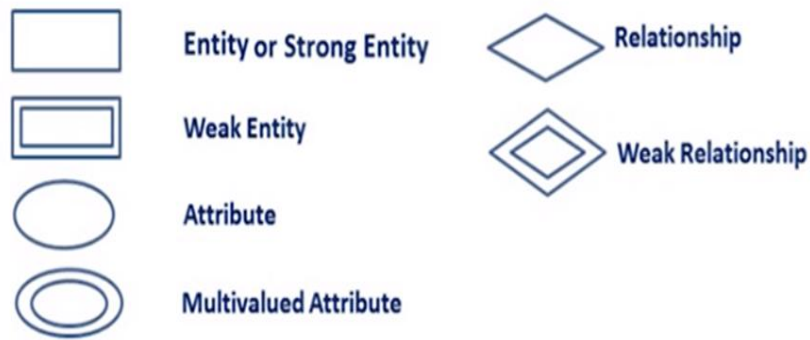 Entity or Strong Entity
Relationship
Weak Entity
Weak Relationship
Attribute
Multivalued Attribute